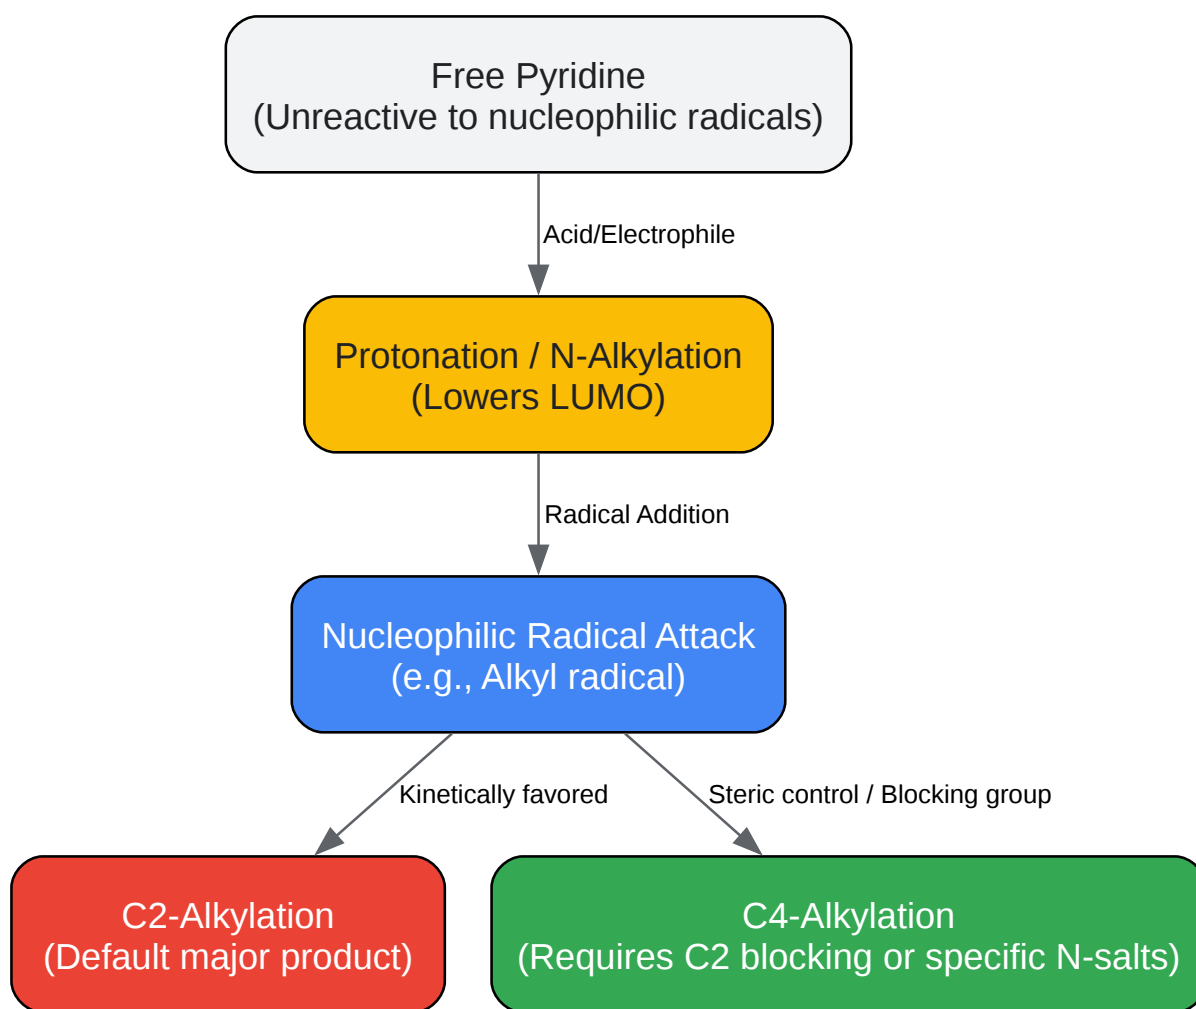 Free Pyridine
(Unreactive to nucleophilic radicals)
Acid/Electrophile
Protonation / N-Alkylation
(Lowers LUMO)
Radical Addition
Nucleophilic Radical Attack
(e.g., Alkyl radical)
Kinetically favored
Steric control / Blocking group
C2-Alkylation
(Default major product)
C4-Alkylation
(Requires C2 blocking or specific N-salts)